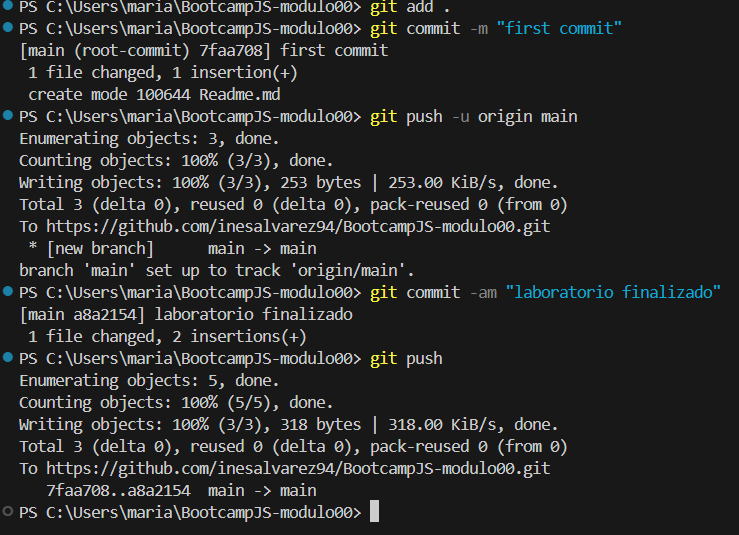 PS C:\Users\maria\BootcampJS-modulo00> git add .
PS C:\Users\maria\BootcampJS-modulo00> git commit -m "first commit"
[main (root-commit) 7faa708] first commit
 1 file changed, 1 insertion(+)
 create mode 100644 Readme.md
PS C:\Users\maria\BootcampJS-modulo00> git push -u origin main
Enumerating objects: 3, done.
Counting objects: 100% (3/3), done.
Writing objects: 100% (3/3), 253 bytes | 253.00 KiB/s, done.
Total 3 (delta 0), reused 0 (delta 0), pack-reused 0 (from 0)
To https://github.com/inesalvarez94/BootcampJS-modulo00.git
 * [new branch]      main -> main
branch 'main' set up to track 'origin/main'.
PS C:\Users\maria\BootcampJS-modulo00> git commit -am "laboratorio finalizado"
[main a8a2154] laboratorio finalizado
 1 file changed, 2 insertions(+)
PS C:\Users\maria\BootcampJS-modulo00> git push
Enumerating objects: 5, done.
Counting objects: 100% (5/5), done.
Writing objects: 100% (3/3), 318 bytes | 318.00 KiB/s, done.
Total 3 (delta 0), reused 0 (delta 0), pack-reused 0 (from 0)
To https://github.com/inesalvarez94/BootcampJS-modulo00.git
   7faa708..a8a2154  main -> main
PS C:\Users\maria\BootcampJS-modulo00>